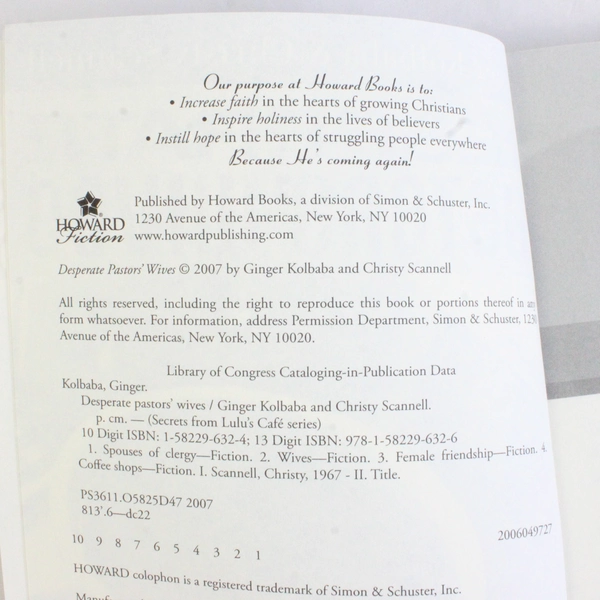 Our purpose at Howard Books is to:
• Increase faith in the hearts of growing Christians
• Inspire holiness in the lives of believers
• Instill hope in the hearts of struggling people everywhere
Because He's coming again!
HOWARD
Fiction
Published by Howard Books, a division of Simon & Schuster, Inc.
1230 Avenue of the Americas, New York, NY 10020
www.howardpublishing.com
Desperate Pastors' Wives © 2007 by Ginger Kolbaba and Christy Scannell
All rights reserved, including the right to reproduce this book or portions thereof in any
form whatsoever. For information, address Permission Department, Simon & Schuster, 1230
Avenue of the Americas, New York, NY 10020.
Library of Congress Cataloging-in-Publication Data
Kolbaba, Ginger.
Desperate pastors' wives / Ginger Kolbaba and Christy Scannell.
p. cm. — (Secrets from Lulu's Café series)
10 Digit ISBN: 1-58229-632-4; 13 Digit ISBN: 978-1-58229-632-6
1. Spouses of clergy—Fiction. 2. Wives—Fiction. 3. Female friendship—Fiction. 4.
Coffee shops—Fiction. I. Scannell, Christy, 1967 - II. Title.
PS3611.O5825D47 2007
813'.6—dc22
2006049727
10 9 8 7 6 5 4 3 2 1
HOWARD colophon is a registered trademark of Simon & Schuster, Inc.